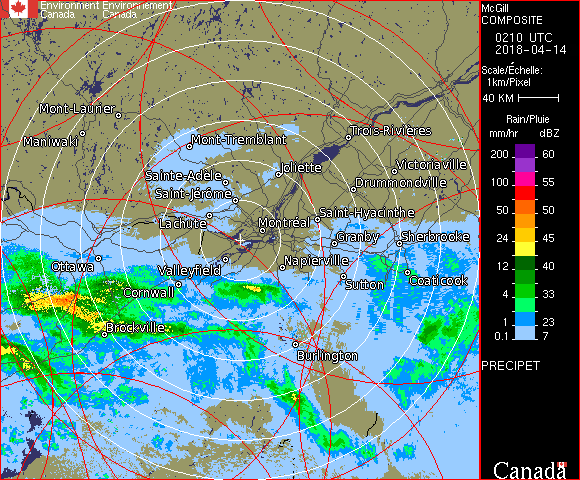 Environment Environnement
Canada Canada
McGill
COMPOSITE
0210 UTC
2018-04-14
Scale/Échelle:
1km/Pixel
40 KM
Rain/Pluie
mm/hr dBZ
200 60
100 55
50 50
24 45
12 40
4 33
1 23
0.1 7
PRECIPET
Canada
Mont-Laurier
Maniwaki
Mont-Tremblant
Trois-Rivières
Sainte-Adèle
Joliette
Victoriaville
Saint-Jérôme
Drummondville
Lachute
Montréal
Saint-Hyacinthe
Granby
Sherbrooke
Ottawa
Valleyfield
Napierville
Cornwall
Sutton
Coaticook
Brockville
Burlington